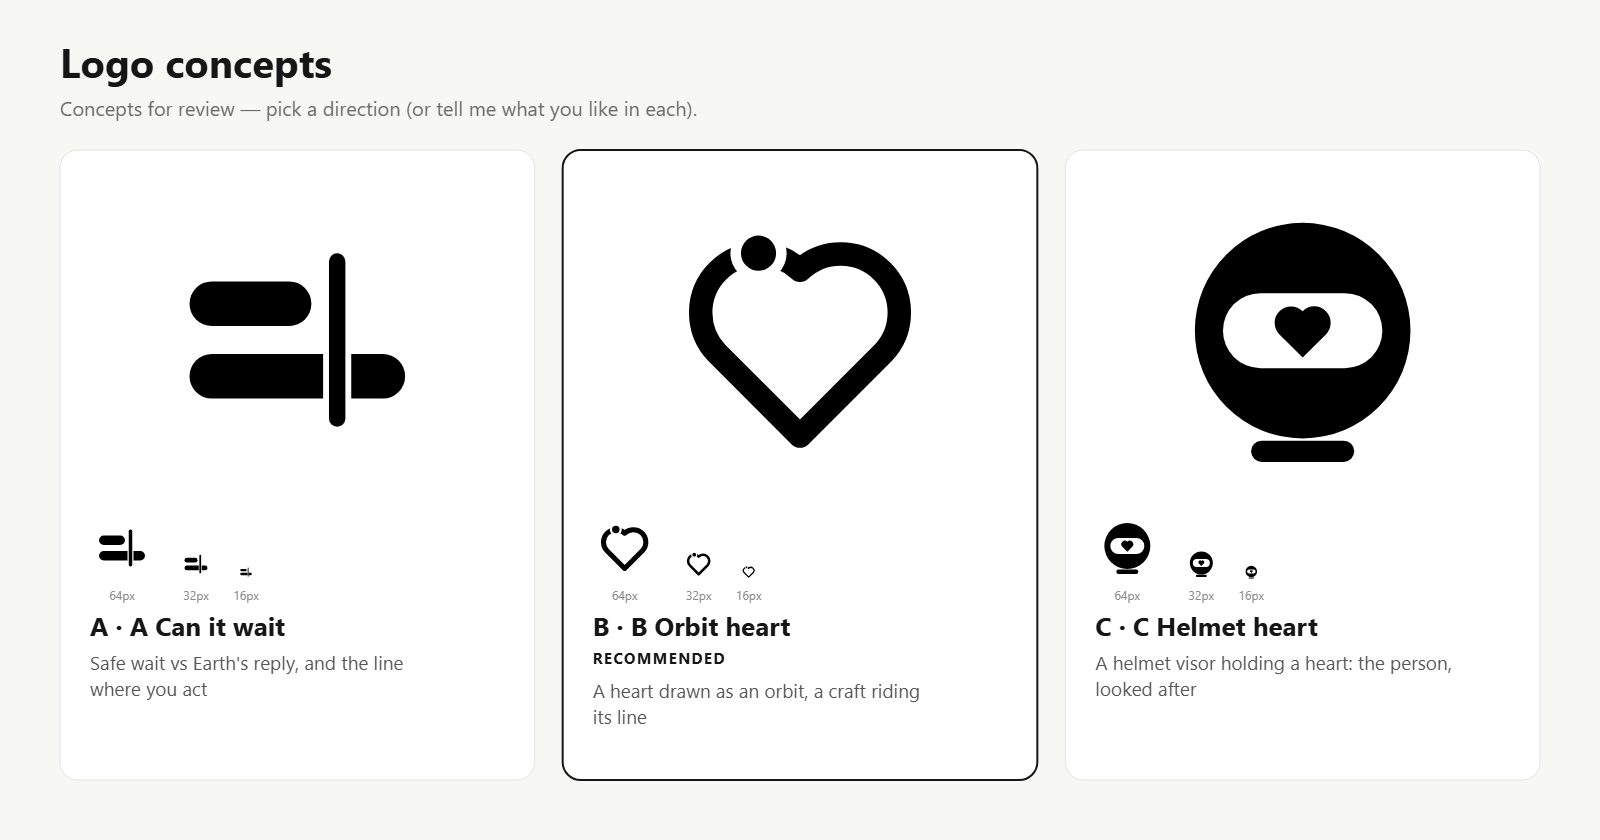 Logo concepts
Concepts for review — pick a direction (or tell me what you like in each).
64px 32px 16px
A · A Can it wait
Safe wait vs Earth's reply, and the line
where you act
64px 32px 16px
B · B Orbit heart
RECOMMENDED
A heart drawn as an orbit, a craft riding
its line
64px 32px 16px
C · C Helmet heart
A helmet visor holding a heart: the person,
looked after